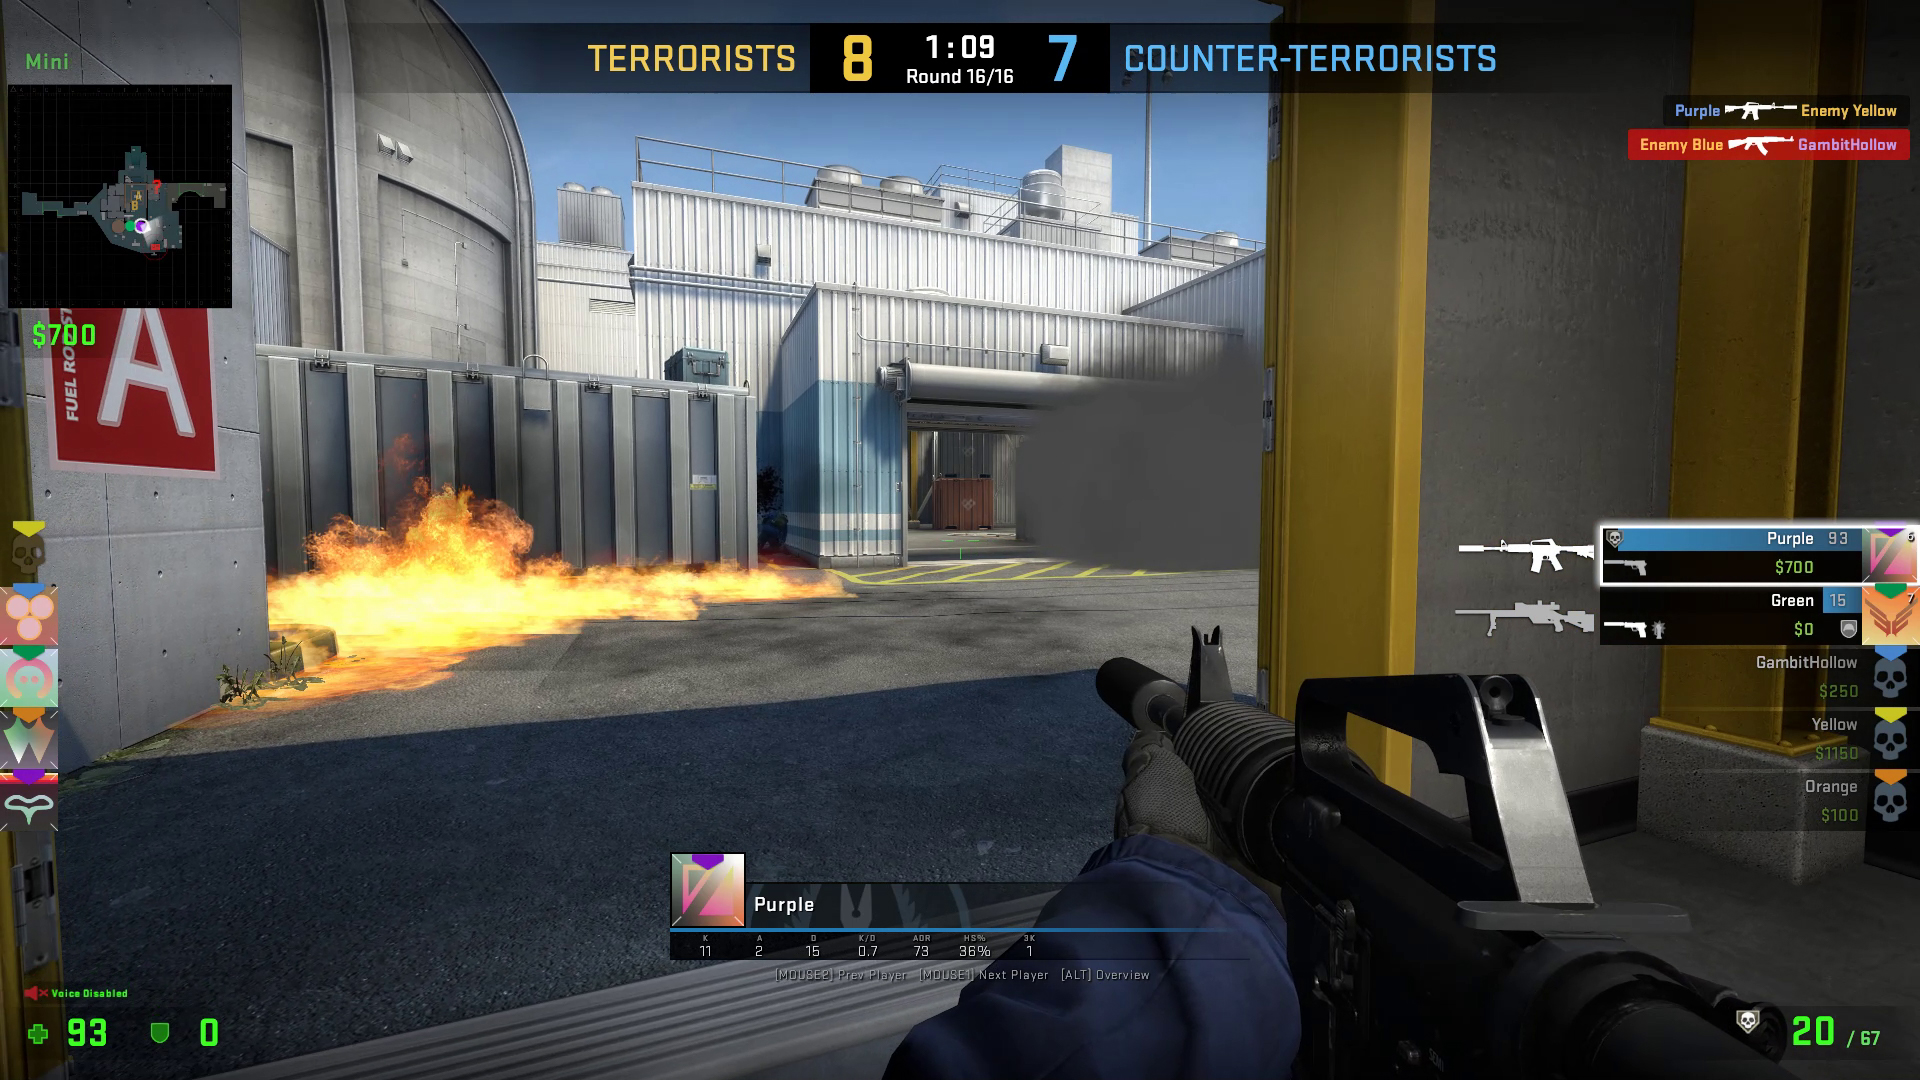 TERRORISTS 8 1:09 7 COUNTER-TERRORISTS
Round 16/16
Mini
Purple Enemy Yellow
Enemy Blue GambitHollow
A
B
$700
A
Purple 93 6
$700
Green 15 7
$0
GambitHollow
$250
Yellow
$1150
Orange
$100
Purple
K A D K/D ADR HS% 3K
11 2 15 0.7 73 36% 1
[MOUSE2] Prev Player [MOUSE1] Next Player [ALT] Overview
Voice Disabled
93 0
20 / 67